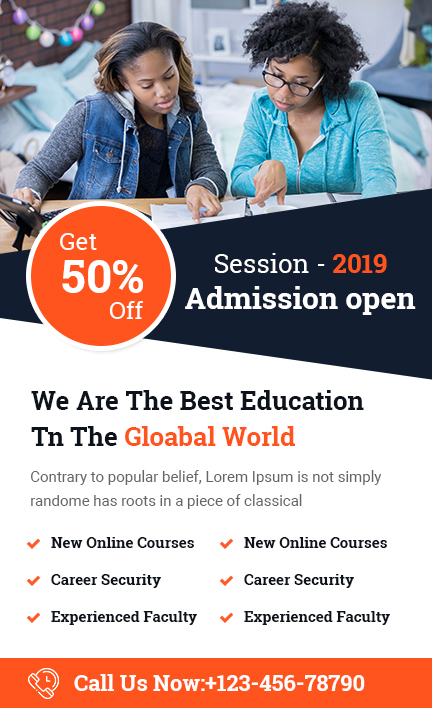 Get
50%
Off
Session - 2019
Admission open
We Are The Best Education
Tn The Gloabal World
Contrary to popular belief, Lorem Ipsum is not simply
randome has roots in a piece of classical
New Online Courses
New Online Courses
Career Security
Career Security
Experienced Faculty
Experienced Faculty
Call Us Now:+123-456-78790